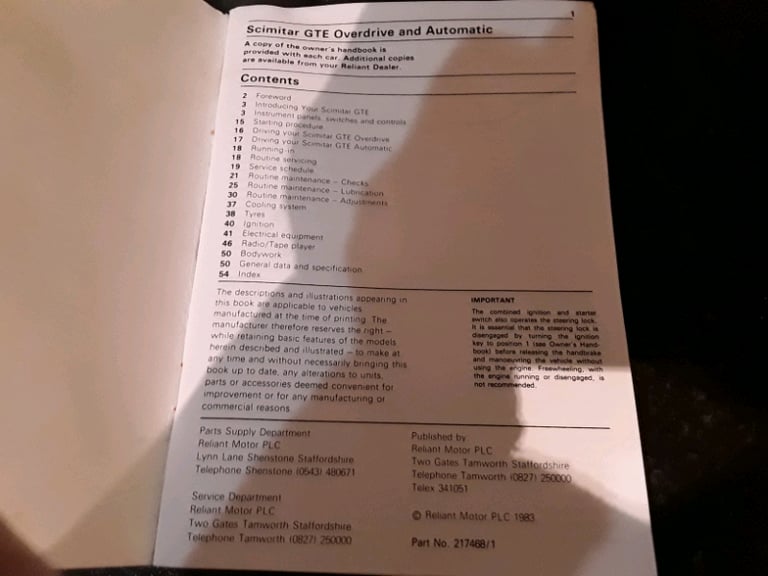 1
Scimitar GTE Overdrive and Automatic
A copy of the owner's handbook is
provided with each car. Additional copies
are available from your Reliant Dealer.
Contents
2 Foreword
3 Introducing Your Scimitar GTE
3 Instrument panels, switches and controls
15 Starting procedure
16 Driving your Scimitar GTE Overdrive
17 Driving your Scimitar GTE Automatic
18 Running-in
18 Routine servicing
19 Service schedule
21 Routine maintenance – Checks
25 Routine maintenance – Lubrication
30 Routine maintenance – Adjustments
37 Cooling system
38 Tyres
40 Ignition
41 Electrical equipment
46 Radio/Tape player
50 Bodywork
50 General data and specification
54 Index
The descriptions and illustrations appearing in
this book are applicable to vehicles
manufactured at the time of printing. The
manufacturer therefore reserves the right –
while retaining basic features of the models
herein described and illustrated – to make at
any time and without necessarily bringing this
book up to date, any alterations to units,
parts or accessories deemed convenient for
improvement or for any manufacturing or
commercial reasons.
IMPORTANT
The combined ignition and starter
switch also operates the steering lock.
It is essential that the steering lock is
disengaged by turning the ignition
key to position 1 (see Owner's Hand-
book) before releasing the handbrake
and manoeuvring the vehicle without
using the engine. Freewheeling, with
the engine running or disengaged, is
not recommended.
Parts Supply Department
Reliant Motor PLC
Lynn Lane Shenstone Staffordshire
Telephone Shenstone (0543) 480671
Service Department
Reliant Motor PLC
Two Gates Tamworth Staffordshire
Telephone Tamworth (0827) 250000
Published by
Reliant Motor PLC
Two Gates Tamworth Staffordshire
Telephone Tamworth (0827) 250000
Telex 341051
© Reliant Motor PLC 1983
Part No. 217468/1